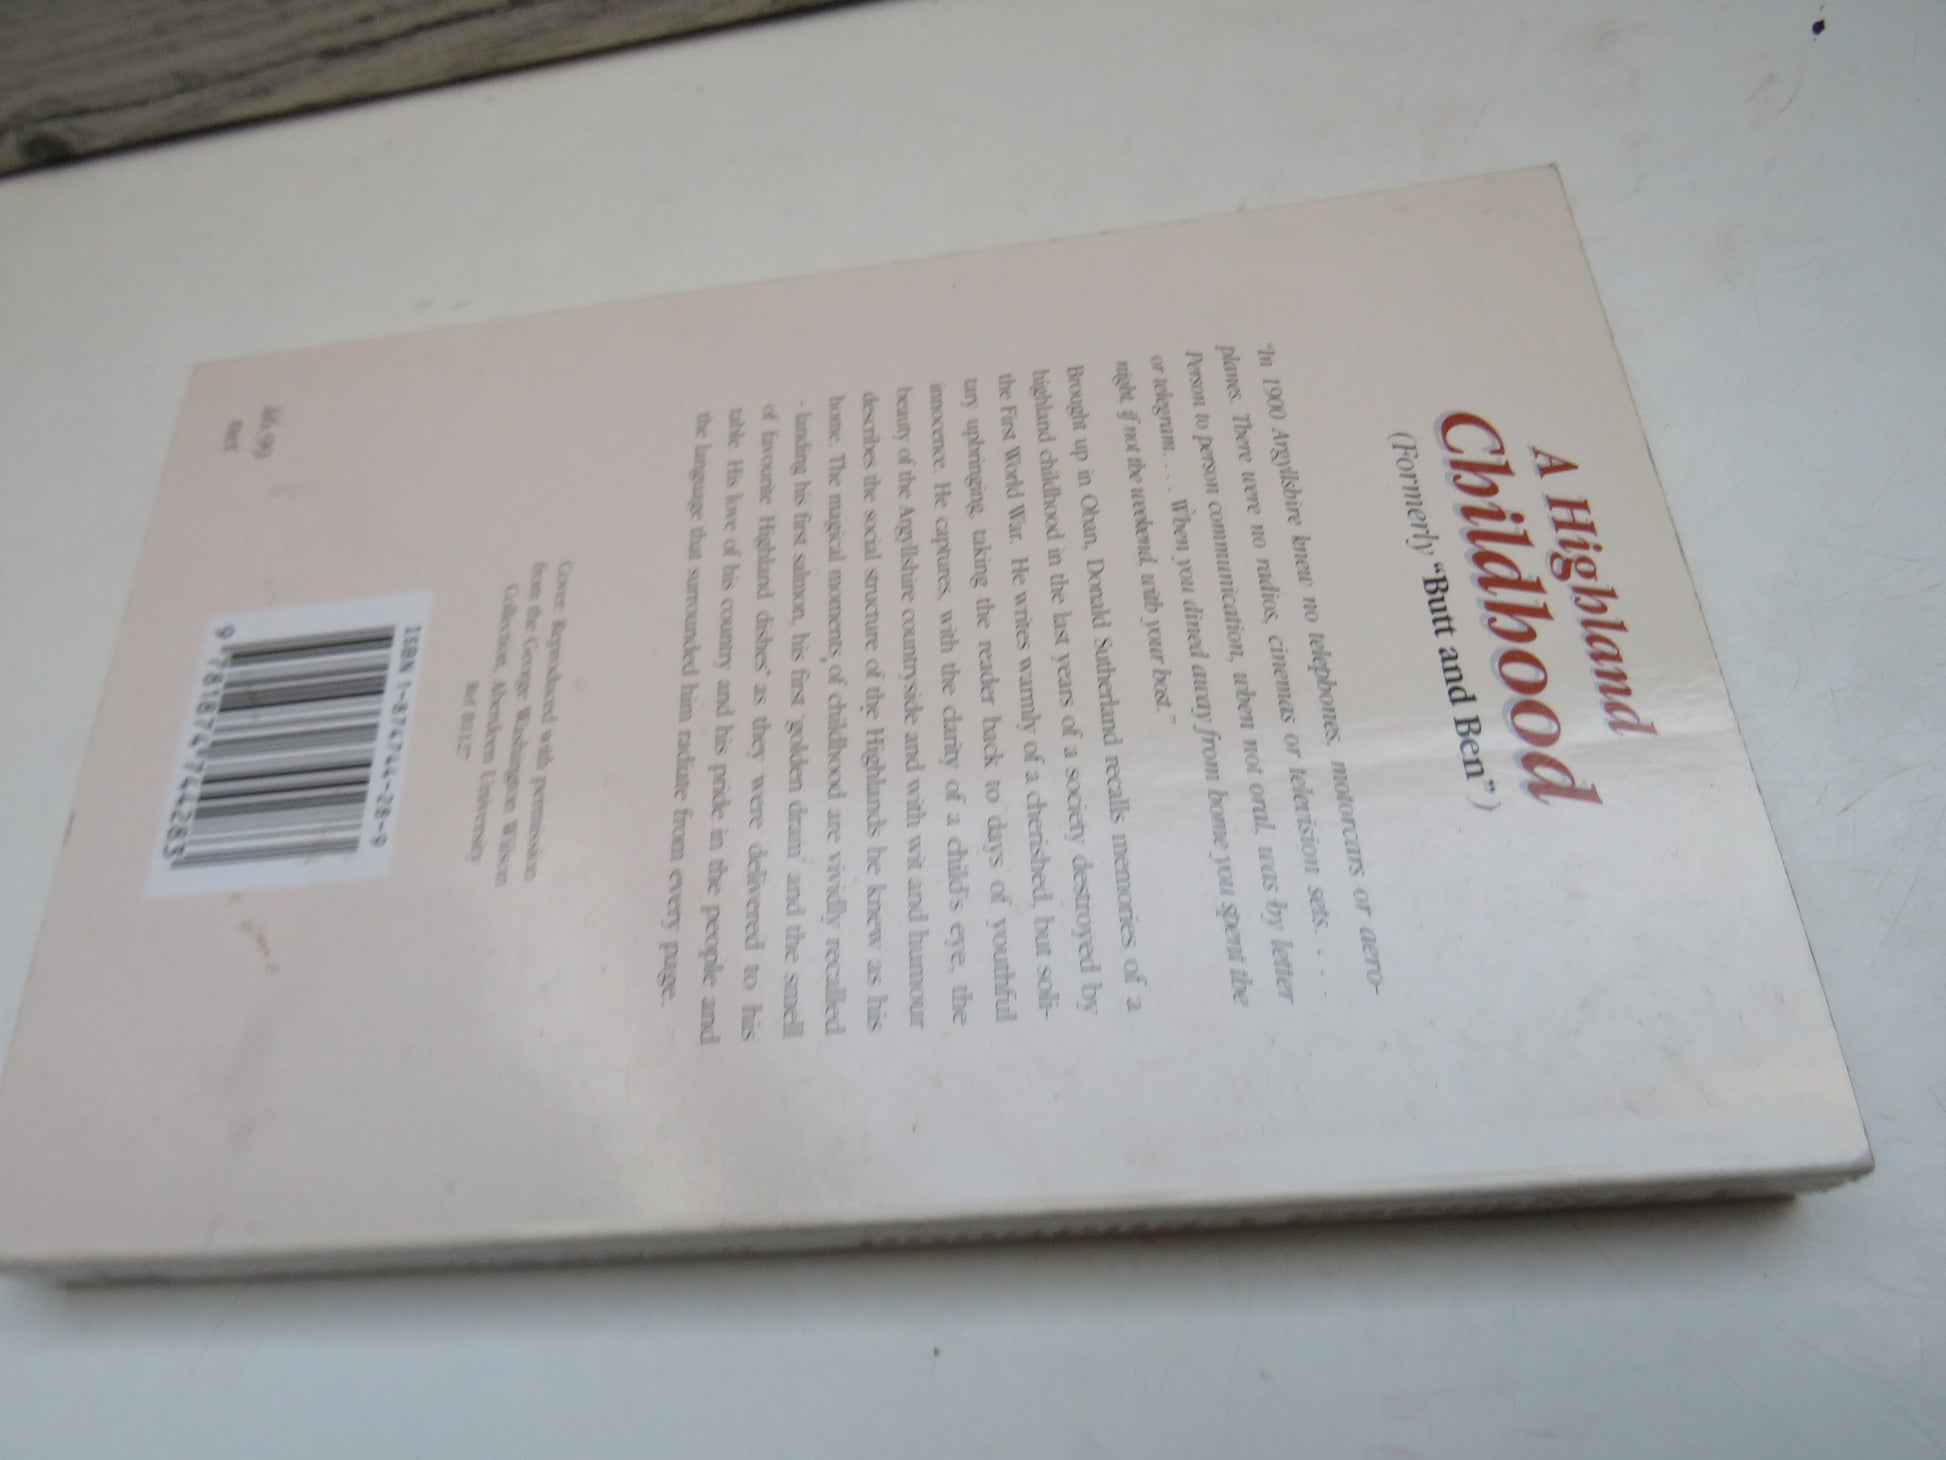 A Highland
Childhood
(Formerly “Butt and Ben”)
“In 1900 Argyllshire knew no telephones, motorcars or aero-
planes. There were no radios, cinemas or television sets. . . .
Person to person communication, when not oral, was by letter
or telegram. . . . When you dined away from home you spent the
night, if not the weekend, with your host.”
Brought up in Oban, Donald Sutherland recalls memories of a
highland childhood in the last years of a society destroyed by
the First World War. He writes warmly of a cherished, but soli-
tary upbringing, taking the reader back to days of youthful
innocence. He captures, with the clarity of a child's eye, the
beauty of the Argyllshire countryside and with wit and humour
describes the social structure of the Highlands he knew as his
home. The magical moments of childhood are vividly recalled
- landing his first salmon, his first 'golden dram' and the smell
of favourite Highland dishes' as they were delivered to his
table. His love of his country and his pride in the people and
the language that surrounded him radiate from every page.
Cover Reproduced with permission
from the George Washington Wilson
Collection, Aberdeen University
Ref
£6.99
net
ISBN 1-874744-28-9
9 781874 744283